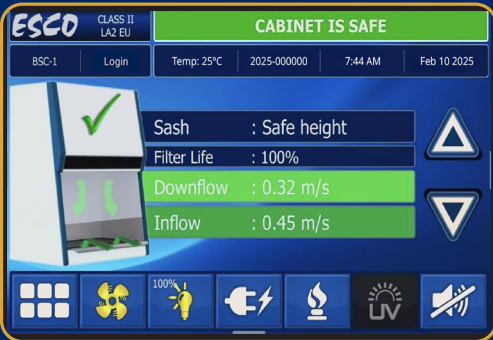 ESCO CLASS II LA2 EU CABINET IS SAFE
BSC-1 Login Temp: 25°C 2025-000000 7:44 AM Feb 10 2025
Sash : Safe height
Filter Life : 100%
Downflow : 0.32 m/s
Inflow : 0.45 m/s
100%
UV